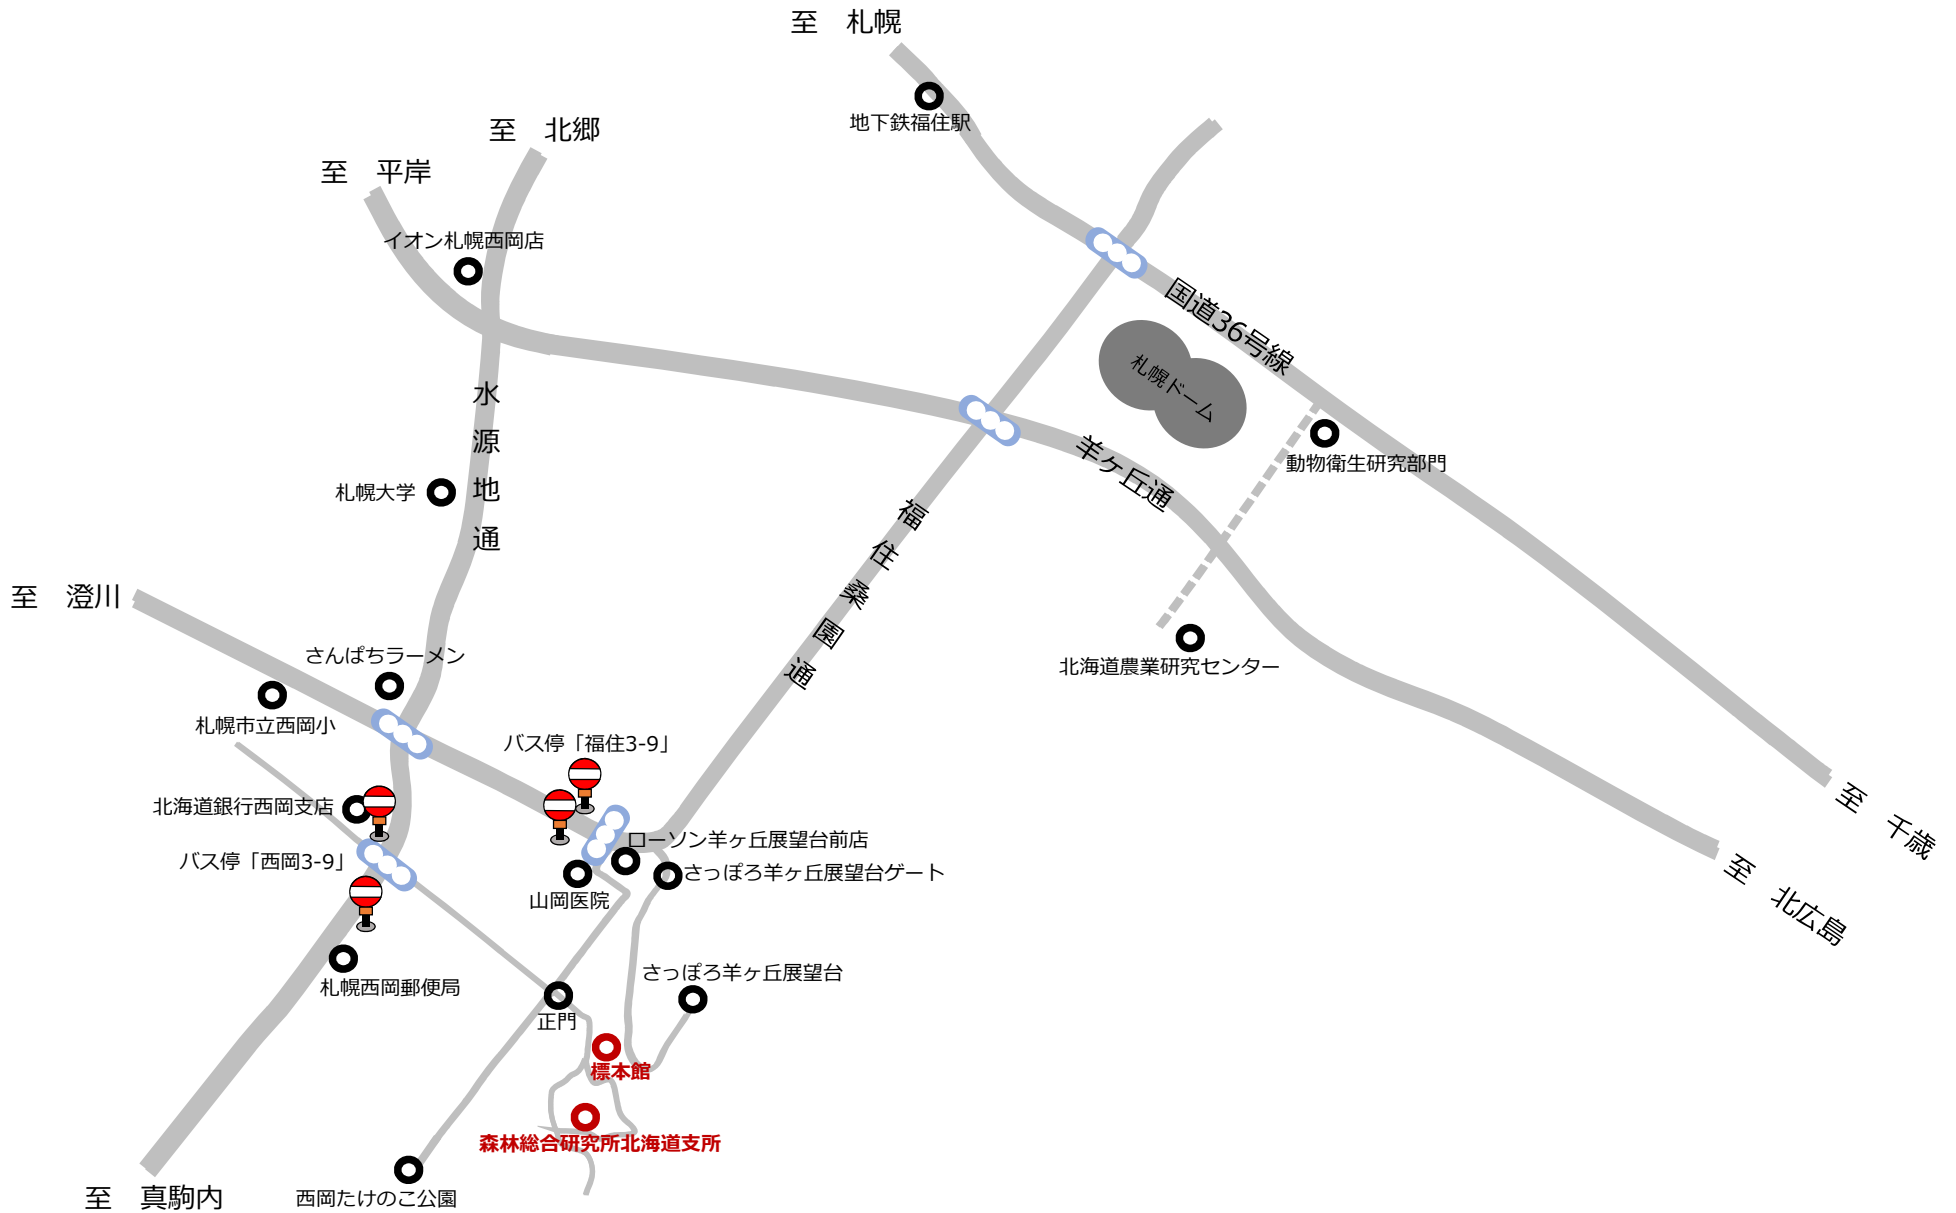 至　札幌
地下鉄福住駅
至　北郷
至　平岸
イオン札幌西岡店
国道36号線
札幌ドーム
水源地通
羊ヶ丘通
動物衛生研究部門
札幌大学
福住桑園通
至　澄川
さんぱちラーメン
北海道農業研究センター
札幌市立西岡小
バス停「福住3-9」
北海道銀行西岡支店
至　千歳
ローソン羊ヶ丘展望台前店
バス停「西岡3-9」
さっぽろ羊ヶ丘展望台ゲート
至　北広島
山岡医院
さっぽろ羊ヶ丘展望台
札幌西岡郵便局
正門
標本館
森林総合研究所北海道支所
至　真駒内
西岡たけのこ公園